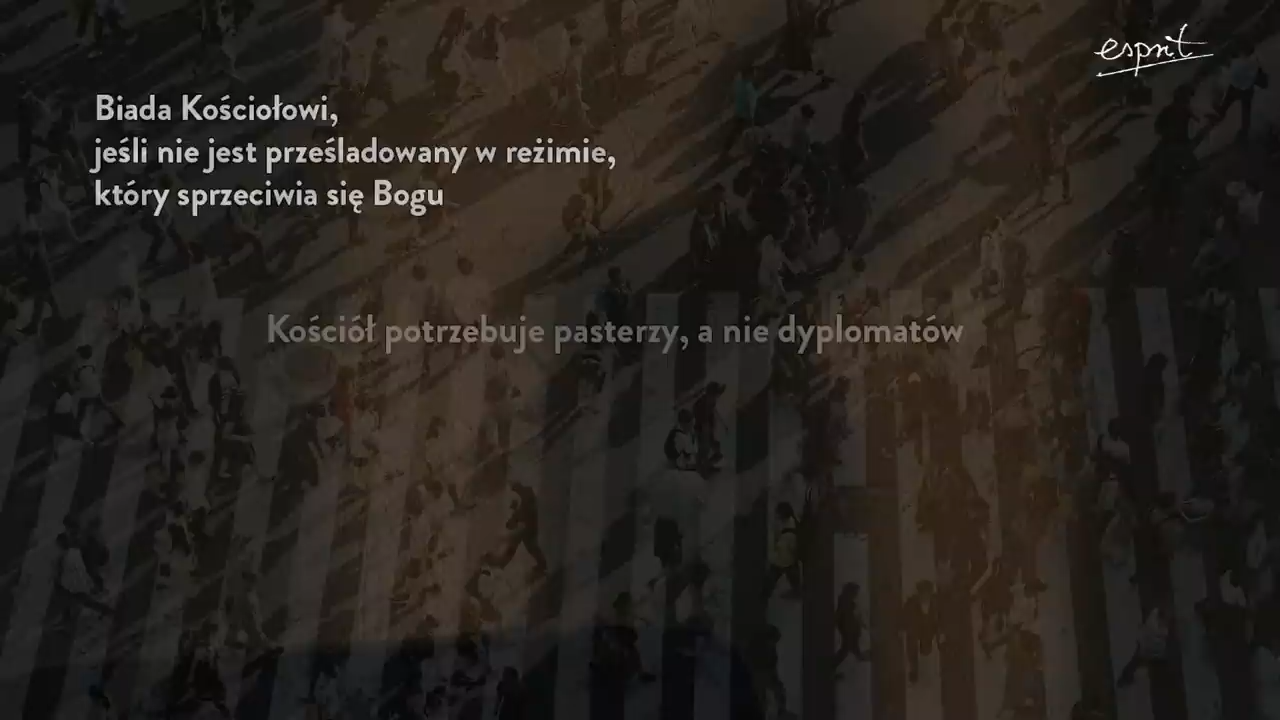 esprit
Biada Kościołowi,
jeśli nie jest prześladowany w reżimie,
który sprzeciwia się Bogu
Kościół potrzebuje pasterzy, a nie dyplomatów